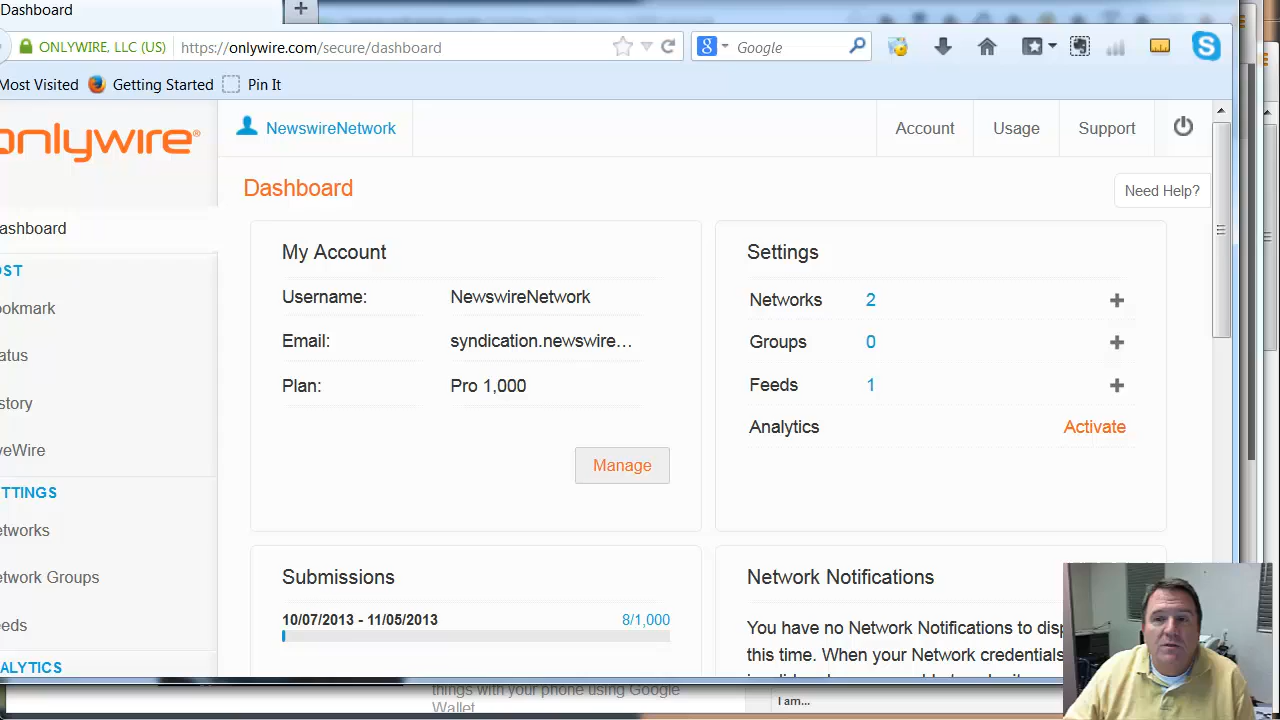 Dashboard
ONLYWIRE, LLC (US)
https://onlywire.com/secure/dashboard
Google
Most Visited
Getting Started
Pin It
onlywire®
NewswireNetwork
Account
Usage
Support
Dashboard
Need Help?
ashboard
OST
ookmark
atus
story
veWire
TTINGS
etworks
etwork Groups
eeds
ALYTICS
My Account
Username: NewswireNetwork
Email: syndication.newswire...
Plan: Pro 1,000
Manage
Settings
Networks 2
Groups 0
Feeds 1
Analytics Activate
Submissions
10/07/2013 - 11/05/2013 8/1,000
Network Notifications
You have no Network Notifications to disp
this time. When your Network credentials
things with your phone using Google
Wallet
I am...